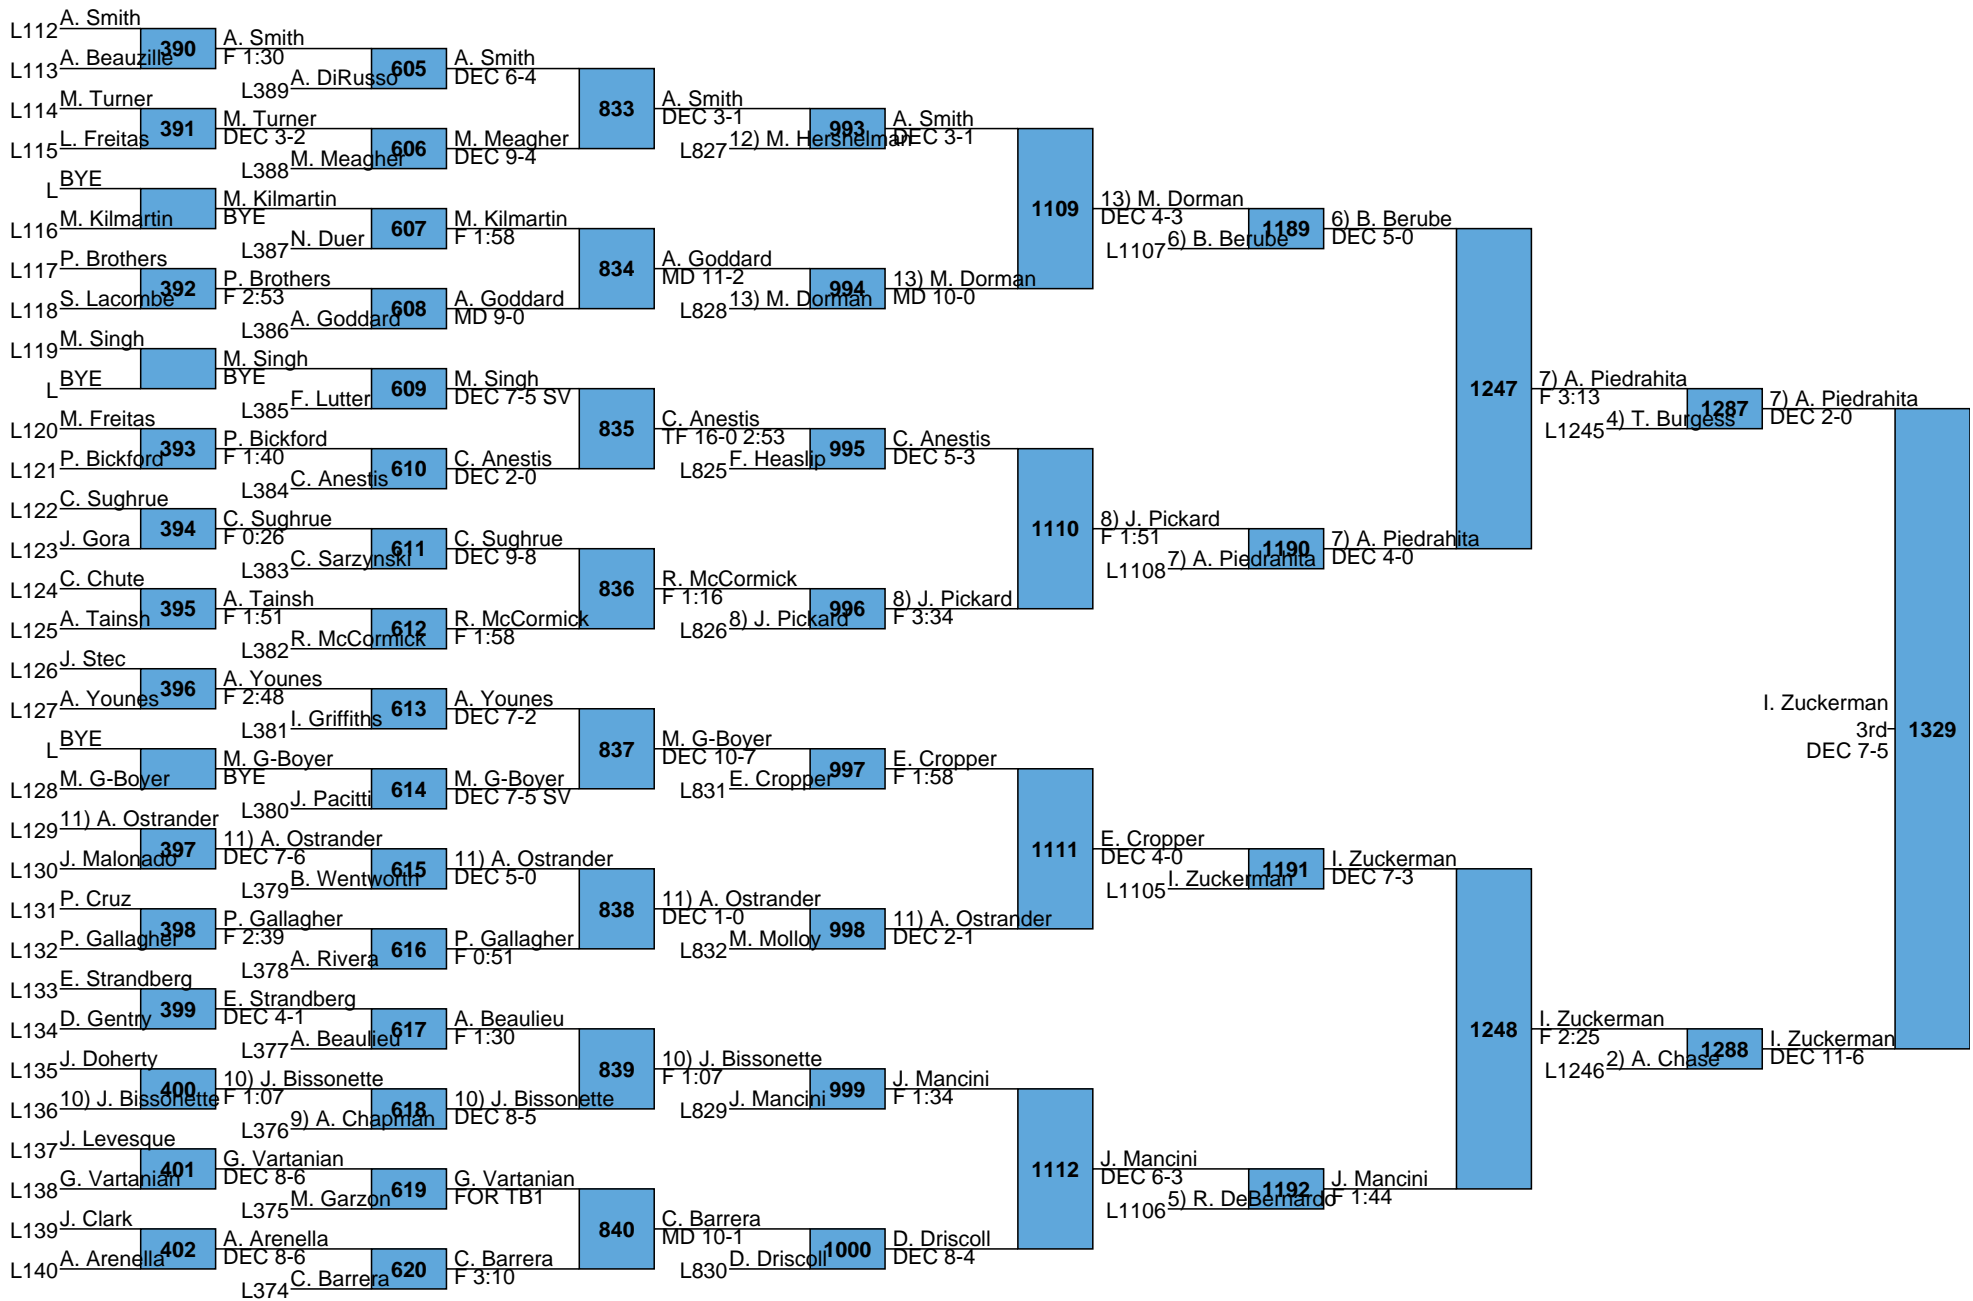 L112 A. Smith
L113 A. Beauzille
390
A. Smith
F 1:30
L114 M. Turner
L115 L. Freitas
391
M. Turner
DEC 3-2
L BYE
L116 M. Kilmartin
M. Kilmartin
BYE
L117 P. Brothers
L118 S. Lacombe
392
P. Brothers
F 2:53
L119 M. Singh
L BYE
M. Singh
BYE
L120 M. Freitas
L121 P. Bickford
393
P. Bickford
F 1:40
L122 C. Sughrue
L123 J. Gora
394
C. Sughrue
F 0:26
L124 C. Chute
L125 A. Tainsh
395
A. Tainsh
F 1:51
L126 J. Stec
L127 A. Younes
396
A. Younes
F 2:48
L BYE
L128 M. G-Boyer
M. G-Boyer
BYE
L129 11) A. Ostrander
L130 J. Malonado
397
11) A. Ostrander
DEC 7-6
L131 P. Cruz
L132 P. Gallagher
398
P. Gallagher
F 2:39
L133 E. Strandberg
L134 D. Gentry
399
E. Strandberg
DEC 4-1
L135 J. Doherty
L136 10) J. Bissonette
400
10) J. Bissonette
F 1:07
L137 J. Levesque
L138 G. Vartanian
401
G. Vartanian
DEC 8-6
L139 J. Clark
L140 A. Arenella
402
A. Arenella
DEC 8-6
L389 A. DiRusso
605
A. Smith
DEC 6-4
L388 M. Meagher
606
M. Meagher
DEC 9-4
L387 N. Duer
607
M. Kilmartin
F 1:58
L386 A. Goddard
608
A. Goddard
MD 9-0
L385 F. Lutter
609
M. Singh
DEC 7-5 SV
L384 C. Anestis
610
C. Anestis
DEC 2-0
L383 C. Sarzynski
611
C. Sughrue
DEC 9-8
L382 R. McCormick
612
R. McCormick
F 1:58
L381 I. Griffiths
613
A. Younes
DEC 7-2
L380 J. Pacitti
614
M. G-Boyer
DEC 7-5 SV
L379 B. Wentworth
615
11) A. Ostrander
DEC 5-0
L378 A. Rivera
616
P. Gallagher
F 0:51
L377 A. Beaulieu
617
A. Beaulieu
F 1:30
L376 9) A. Chapman
618
10) J. Bissonette
DEC 8-5
L375 M. Garzon
619
G. Vartanian
FOR TB1
L374 C. Barrera
620
C. Barrera
F 3:10
833
A. Smith
DEC 3-1
834
A. Goddard
MD 11-2
835
C. Anestis
TF 16-0 2:53
836
R. McCormick
F 1:16
837
M. G-Boyer
DEC 10-7
838
11) A. Ostrander
DEC 1-0
839
10) J. Bissonette
F 1:07
840
C. Barrera
MD 10-1
L827 12) M. Hershelman
993
A. Smith
DEC 3-1
L828 13) M. Dorman
994
13) M. Dorman
MD 10-0
L825 F. Heaslip
995
C. Anestis
DEC 5-3
L826 8) J. Pickard
996
8) J. Pickard
F 3:34
L831 E. Cropper
997
E. Cropper
F 1:58
L832 M. Molloy
998
11) A. Ostrander
DEC 2-1
L829 J. Mancini
999
J. Mancini
F 1:34
L830 D. Driscoll
1000
D. Driscoll
DEC 8-4
1109
13) M. Dorman
DEC 4-3
1110
8) J. Pickard
F 1:51
1111
E. Cropper
DEC 4-0
1112
J. Mancini
DEC 6-3
L1107 6) B. Berube
1189
6) B. Berube
DEC 5-0
L1108 7) A. Piedrahita
1190
7) A. Piedrahita
DEC 4-0
L1105 I. Zuckerman
1191
I. Zuckerman
DEC 7-3
L1106 5) R. DeBernardo
1192
J. Mancini
F 1:44
1247
7) A. Piedrahita
F 3:13
1248
I. Zuckerman
F 2:25
L1245 4) T. Burgess
1287
7) A. Piedrahita
DEC 2-0
L1246 2) A. Chase
1288
I. Zuckerman
DEC 11-6
1329
I. Zuckerman
3rd
DEC 7-5